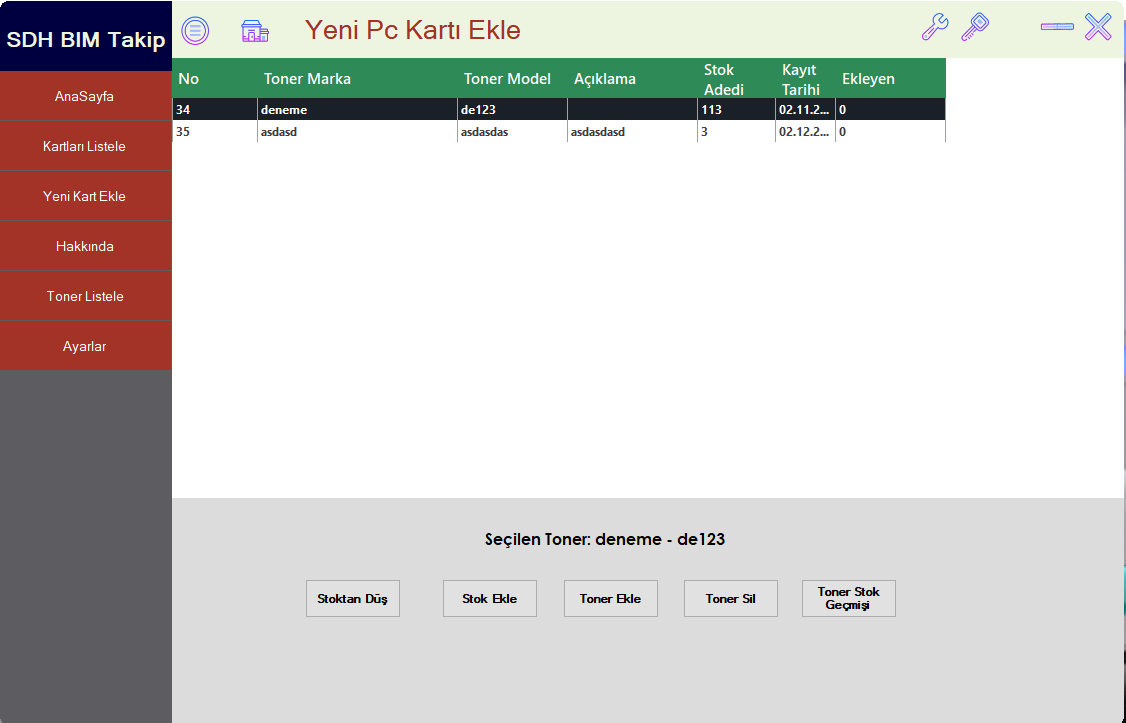 SDH BIM Takip
Yeni Pc Kartı Ekle
AnaSayfa
Kartları Listele
Yeni Kart Ekle
Hakkında
Toner Listele
Ayarlar
No Toner Marka Toner Model Açıklama Stok Adedi Kayıt Tarihi Ekleyen
34 deneme de123 113 02.11.2... 0
35 asdasd asdasdas asdasdasd 3 02.12.2... 0
Seçilen Toner: deneme - de123
Stoktan Düş
Stok Ekle
Toner Ekle
Toner Sil
Toner Stok
Geçmişi